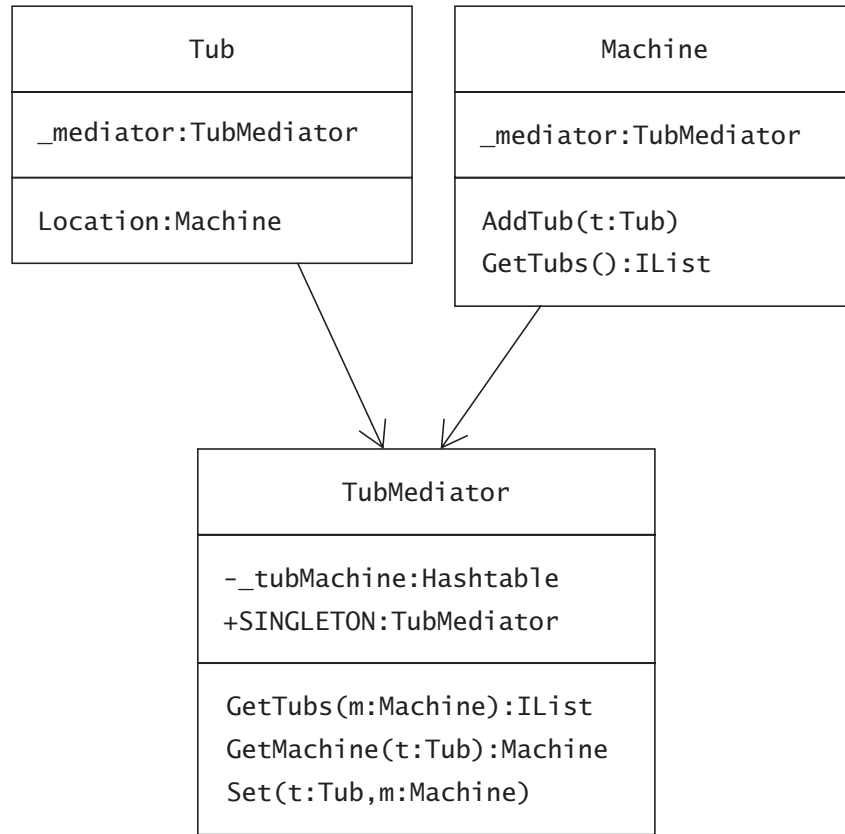 Tub
_mediator:TubMediator
Location:Machine
Machine
_mediator:TubMediator
AddTub(t:Tub)
GetTubs():IList
TubMediator
-_tubMachine:Hashtable
+SINGLETON:TubMediator
GetTubs(m:Machine):IList
GetMachine(t:Tub):Machine
Set(t:Tub,m:Machine)